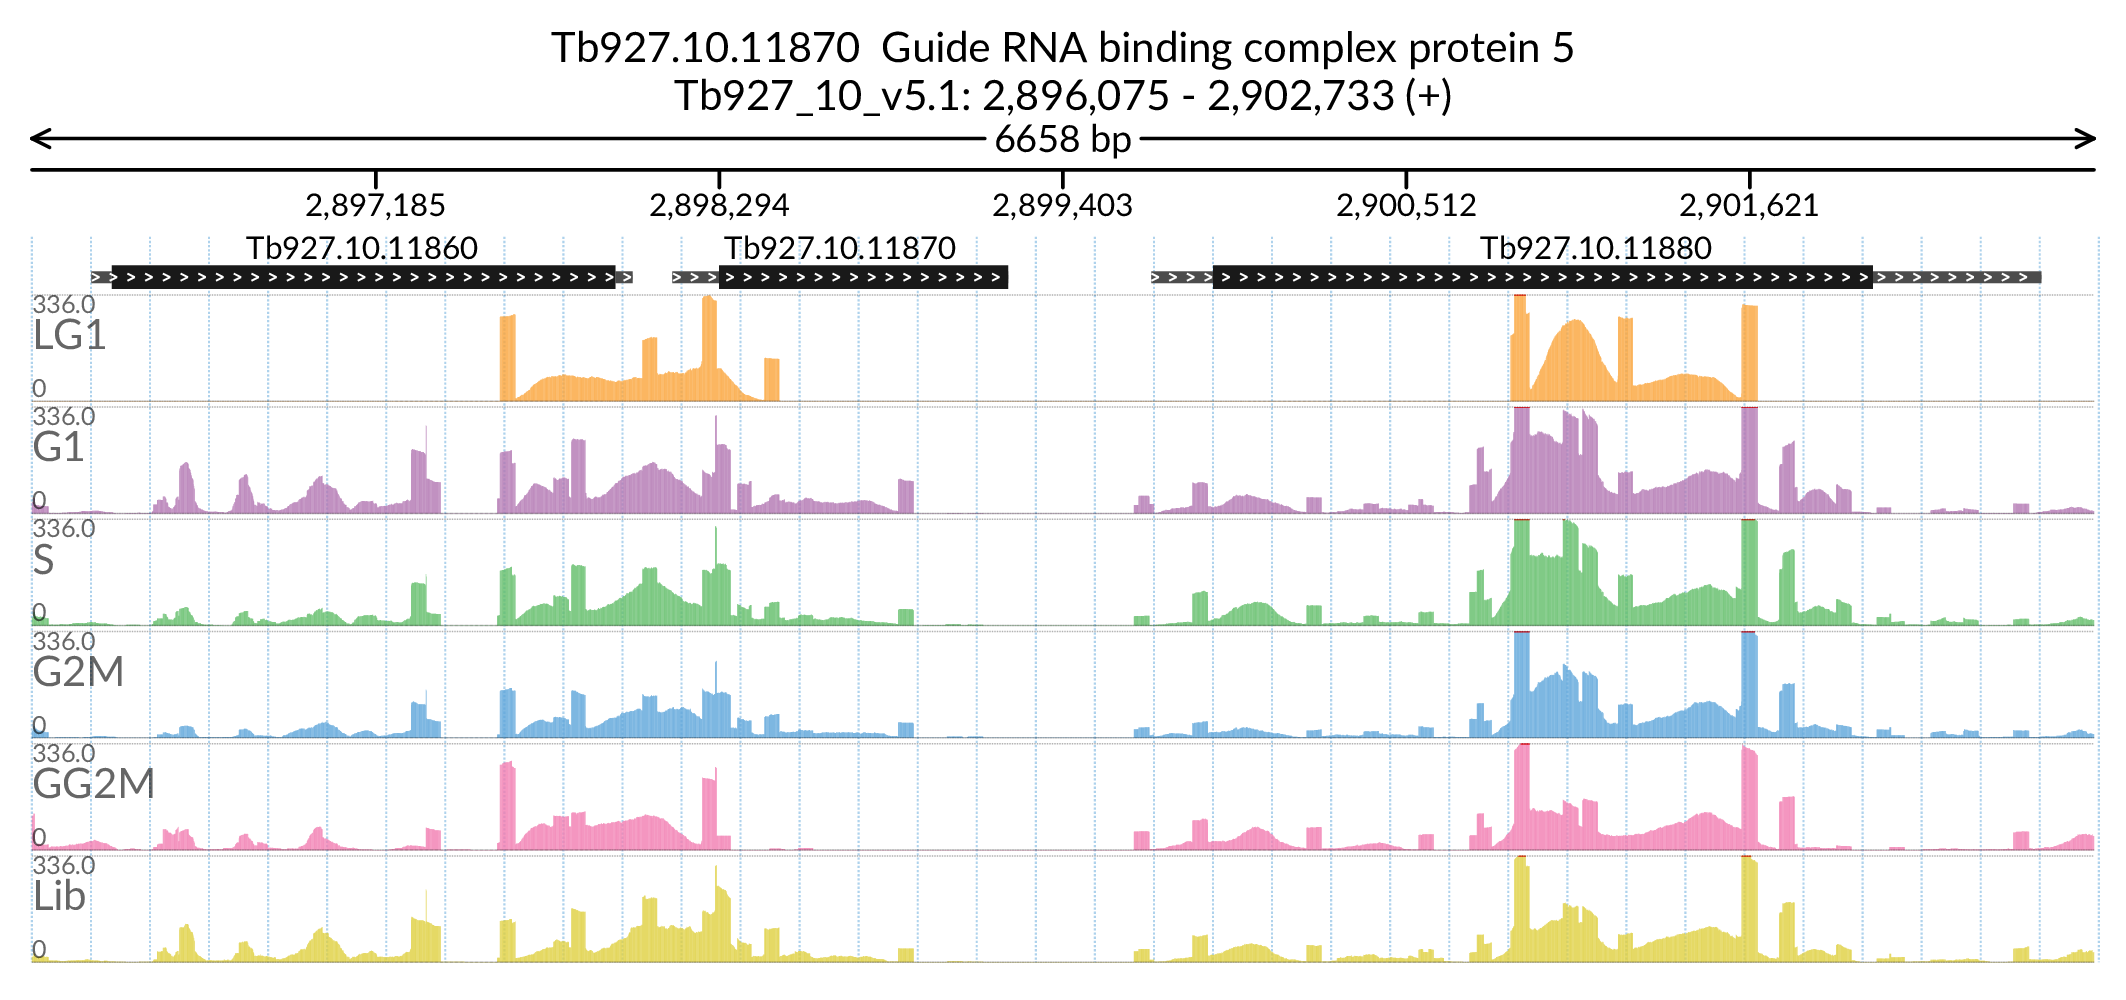 Tb927.10.11870  Guide RNA binding complex protein 5
Tb927_10_v5.1: 2,896,075 - 2,902,733 (+)
6658 bp
2,897,185 2,898,294 2,899,403 2,900,512 2,901,621
Tb927.10.11860 Tb927.10.11870 Tb927.10.11880
336.0
LG1
0
336.0
G1
0
336.0
S
0
336.0
G2M
0
336.0
GG2M
0
336.0
Lib
0